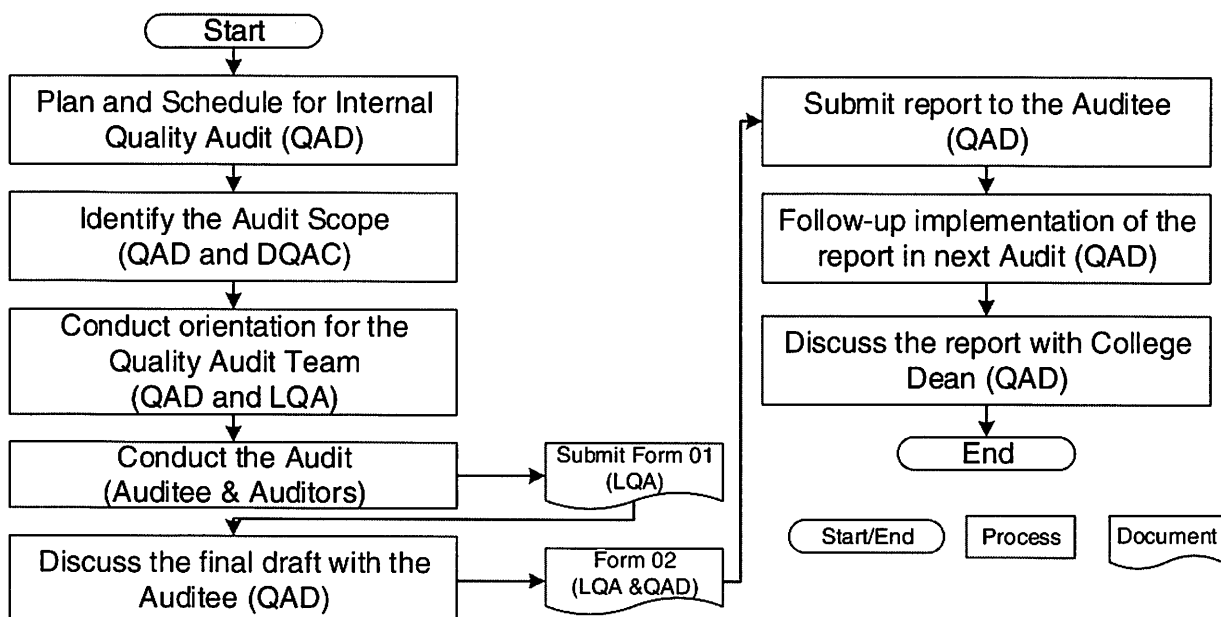 Start
Plan and Schedule for Internal
Quality Audit (QAD)
Identify the Audit Scope
(QAD and DQAC)
Conduct orientation for the
Quality Audit Team
(QAD and LQA)
Conduct the Audit
(Auditee & Auditors)
Submit Form 01
(LQA)
Discuss the final draft with the
Auditee (QAD)
Form 02
(LQA &QAD)
Submit report to the Auditee
(QAD)
Follow-up implementation of the
report in next Audit (QAD)
Discuss the report with College
Dean (QAD)
End
Start/End
Process
Document